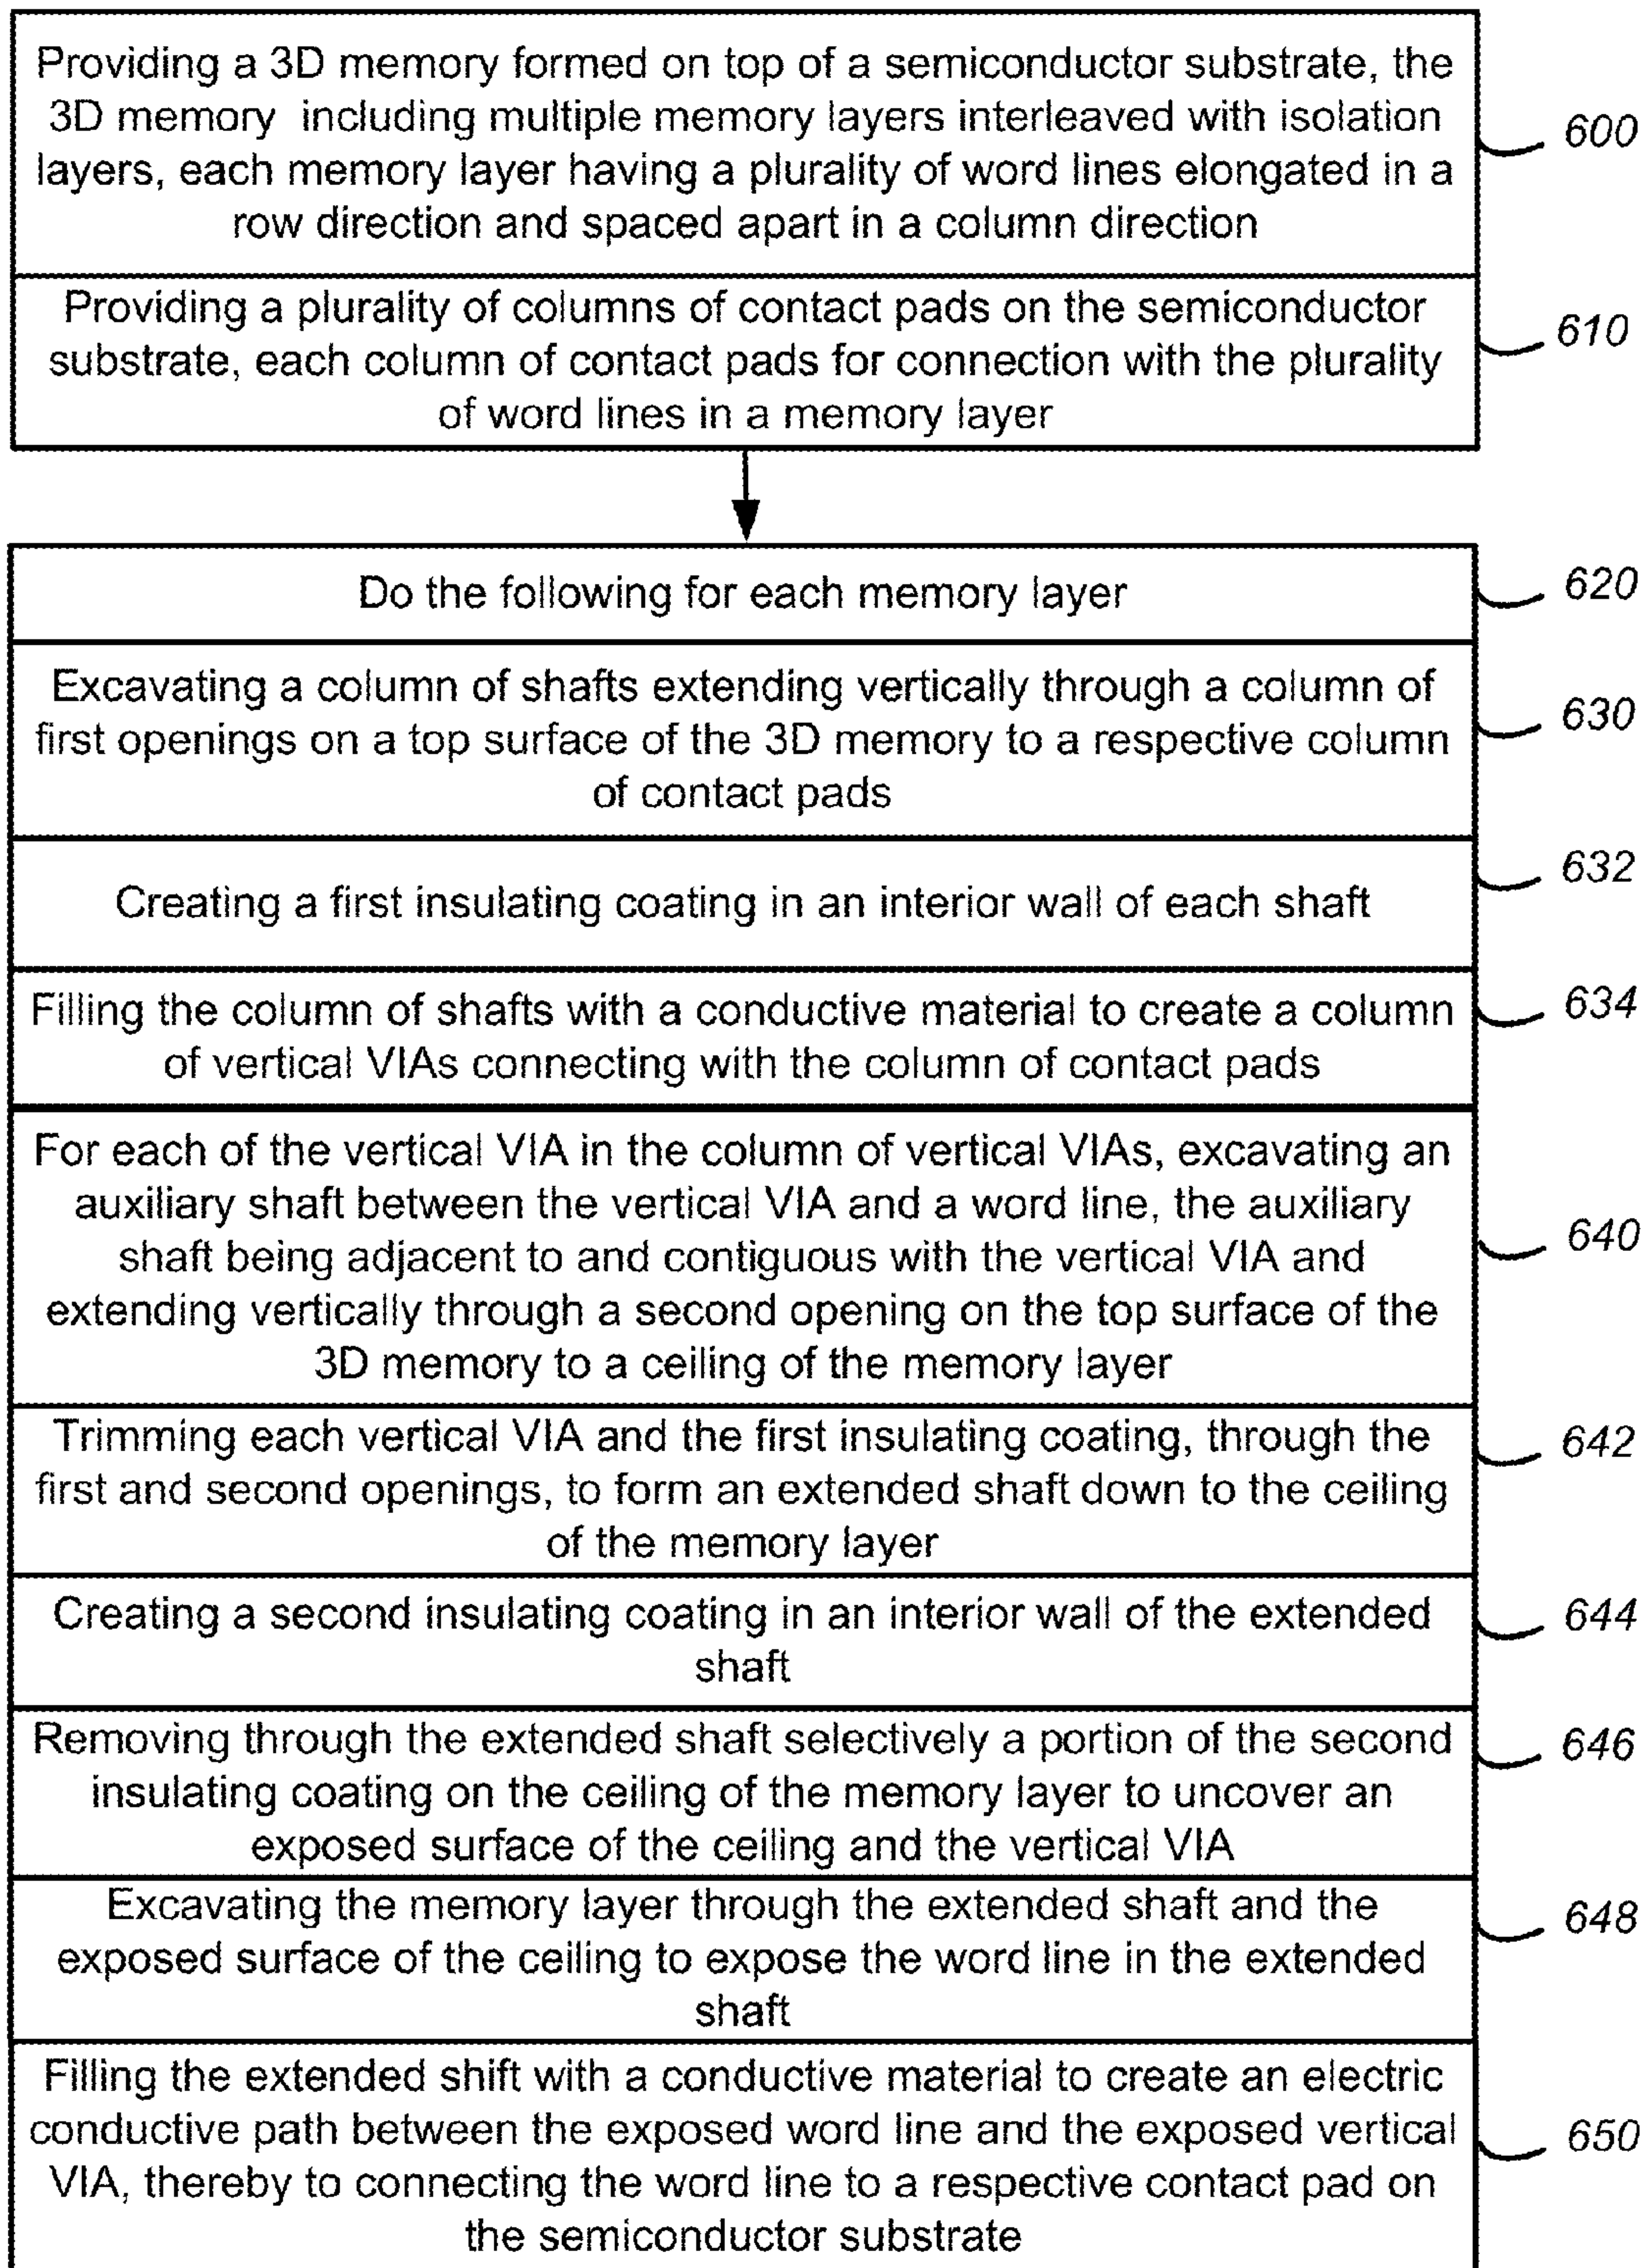 Providing a 3D memory formed on top of a semiconductor substrate, the
3D memory including multiple memory layers interleaved with isolation
layers, each memory layer having a plurality of word lines elongated in a
row direction and spaced apart in a column direction
600
Providing a plurality of columns of contact pads on the semiconductor
substrate, each column of contact pads for connection with the plurality
of word lines in a memory layer
610
Do the following for each memory layer
620
Excavating a column of shafts extending vertically through a column of
first openings on a top surface of the 3D memory to a respective column
of contact pads
630
Creating a first insulating coating in an interior wall of each shaft
632
Filling the column of shafts with a conductive material to create a column
of vertical VIAs connecting with the column of contact pads
634
For each of the vertical VIA in the column of vertical VIAs, excavating an
auxiliary shaft between the vertical VIA and a word line, the auxiliary
shaft being adjacent to and contiguous with the vertical VIA and
extending vertically through a second opening on the top surface of the
3D memory to a ceiling of the memory layer
640
Trimming each vertical VIA and the first insulating coating, through the
first and second openings, to form an extended shaft down to the ceiling
of the memory layer
642
Creating a second insulating coating in an interior wall of the extended
shaft
644
Removing through the extended shaft selectively a portion of the second
insulating coating on the ceiling of the memory layer to uncover an
exposed surface of the ceiling and the vertical VIA
646
Excavating the memory layer through the extended shaft and the
exposed surface of the ceiling to expose the word line in the extended
shaft
648
Filling the extended shift with a conductive material to create an electric
conductive path between the exposed word line and the exposed vertical
VIA, thereby to connecting the word line to a respective contact pad on
the semiconductor substrate
650